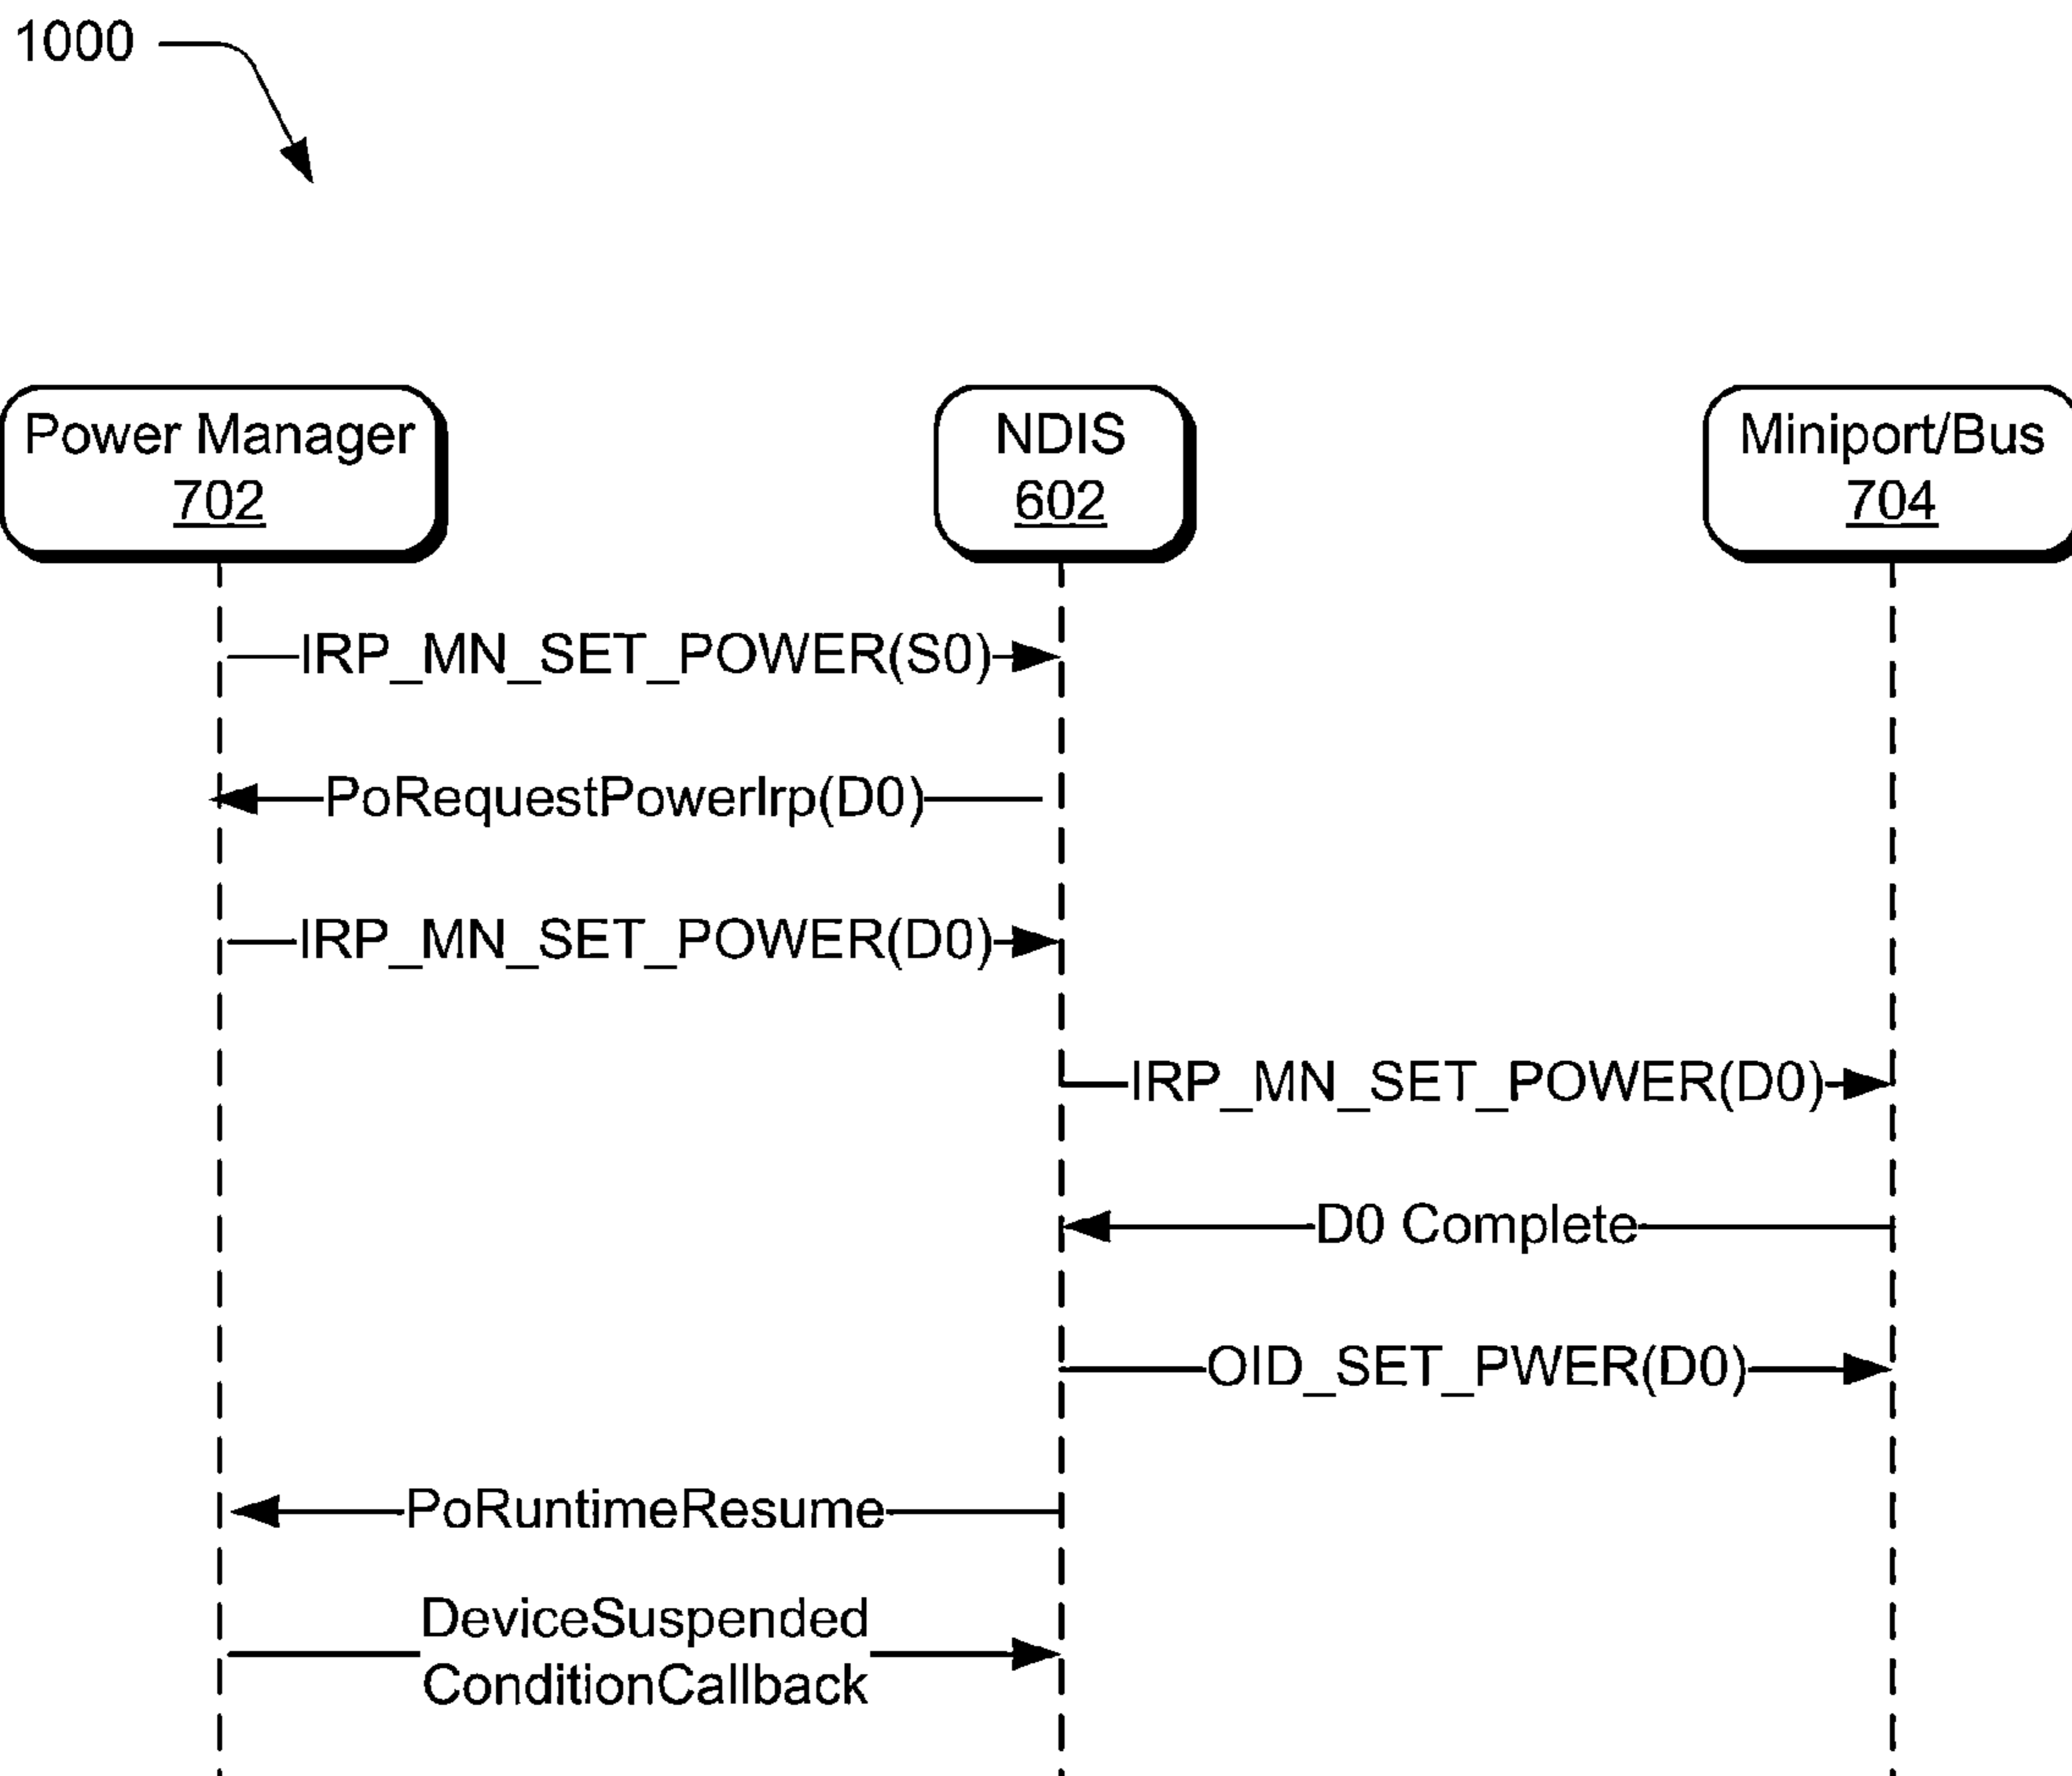 1000
Power Manager
702
NDIS
602
Miniport/Bus
704
IRP_MN_SET_POWER(S0)
PoRequestPowerIrp(D0)
IRP_MN_SET_POWER(D0)
IRP_MN_SET_POWER(D0)
D0 Complete
OID_SET_PWER(D0)
PoRuntimeResume
DeviceSuspended
ConditionCallback